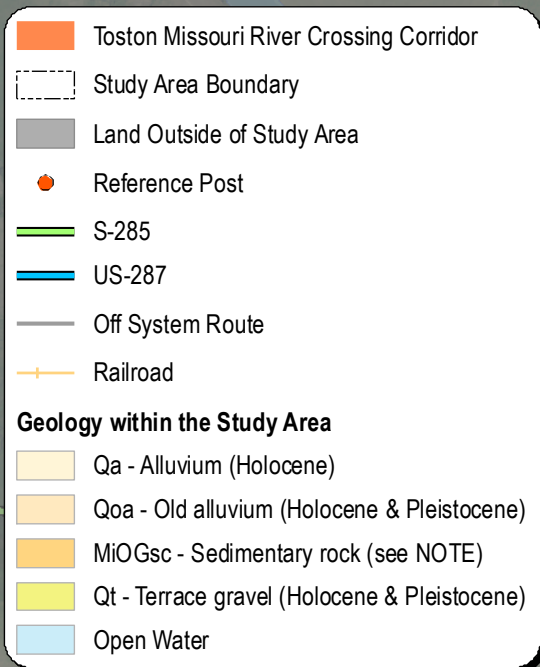 Toston Missouri River Crossing Corridor
Study Area Boundary
Land Outside of Study Area
Reference Post
S-285
US-287
Off System Route
Railroad
Geology within the Study Area
Qa - Alluvium (Holocene)
Qoa - Old alluvium (Holocene & Pleistocene)
MiOGsc - Sedimentary rock (see NOTE)
Qt - Terrace gravel (Holocene & Pleistocene)
Open Water